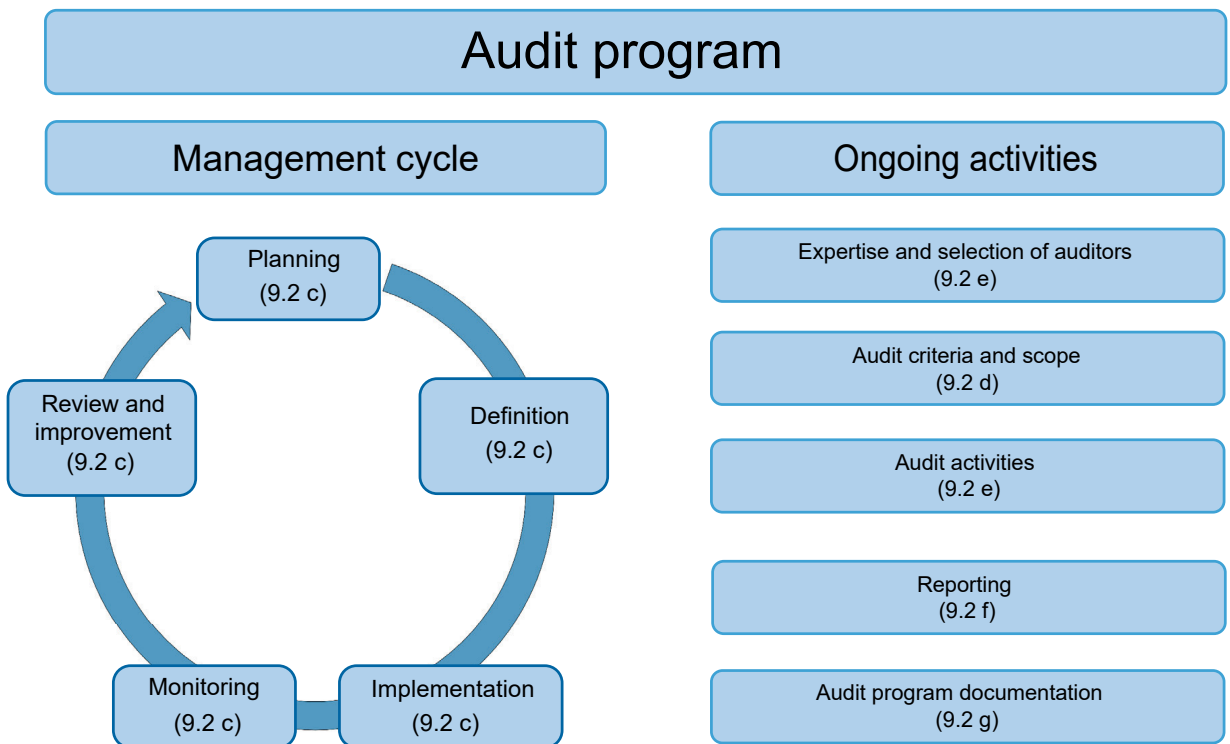 Audit program
Management cycle
Planning
(9.2 c)
Definition
(9.2 c)
Implementation
(9.2 c)
Monitoring
(9.2 c)
Review and
improvement
(9.2 c)
Ongoing activities
Expertise and selection of auditors
(9.2 e)
Audit criteria and scope
(9.2 d)
Audit activities
(9.2 e)
Reporting
(9.2 f)
Audit program documentation
(9.2 g)